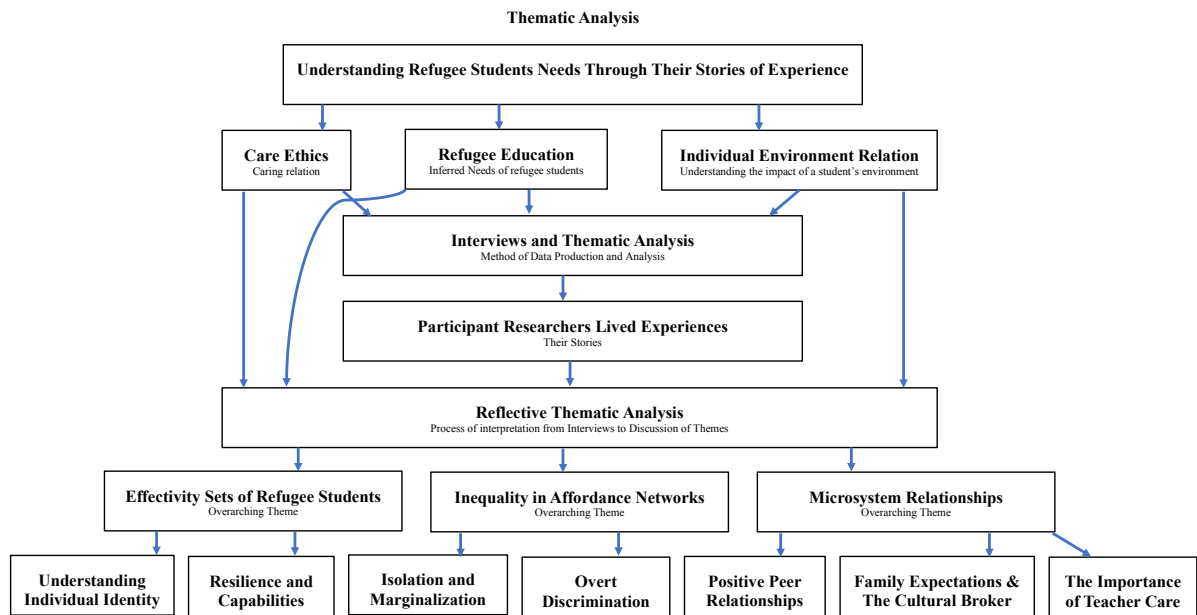 Thematic Analysis
Understanding Refugee Students Needs Through Their Stories of Experience
Care Ethics
Caring relation
Refugee Education
Inferred Needs of refugee students
Individual Environment Relation
Understanding the impact of a student's environment
Interviews and Thematic Analysis
Method of Data Production and Analysis
Participant Researchers Lived Experiences
Their Stories
Reflective Thematic Analysis
Process of interpretation from Interviews to Discussion of Themes
Effectivity Sets of Refugee Students
Overarching Theme
Inequality in Affordance Networks
Overarching Theme
Microsystem Relationships
Overarching Theme
Understanding
Individual Identity
Resilience and
Capabilities
Isolation and
Marginalization
Overt
Discrimination
Positive Peer
Relationships
Family Expectations &
The Cultural Broker
The Importance
of Teacher Care